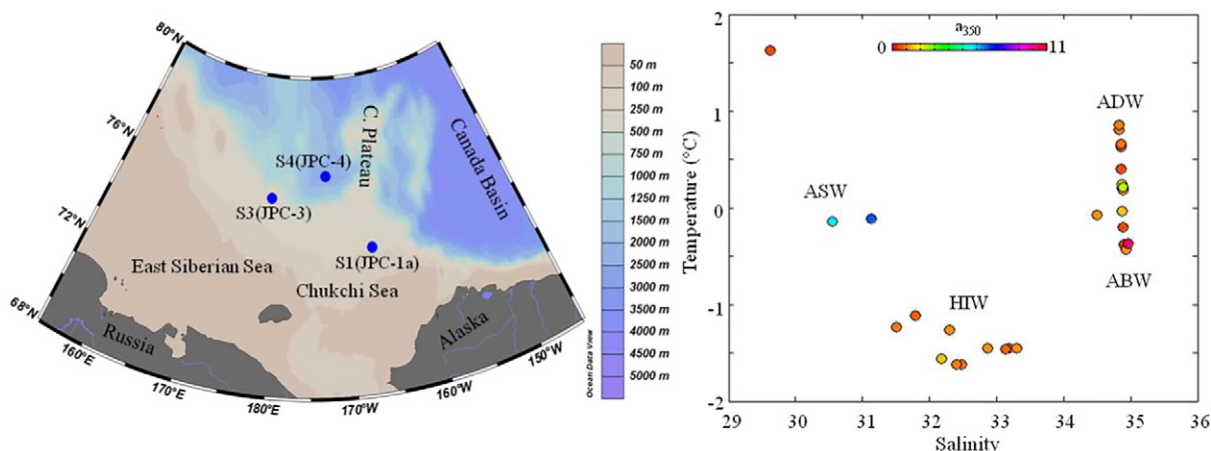 80°N
76°N
72°N
68°N
160°E
170°E
180°E
170°W
160°W
150°W
C. Plateau
Canada Basin
S4(JPC-4)
S3(JPC-3)
S1(JPC-1a)
East Siberian Sea
Chukchi Sea
Russia
Alaska
50 m
100 m
250 m
500 m
750 m
1000 m
1250 m
1500 m
2000 m
2500 m
3000 m
3500 m
4000 m
4500 m
5000 m
Ocean Data View
a350
0 11
2
1
0
-1
-2
Temperature (°C)
ADW
ASW
ABW
HIW
29 30 31 32 33 34 35 36
Salinity